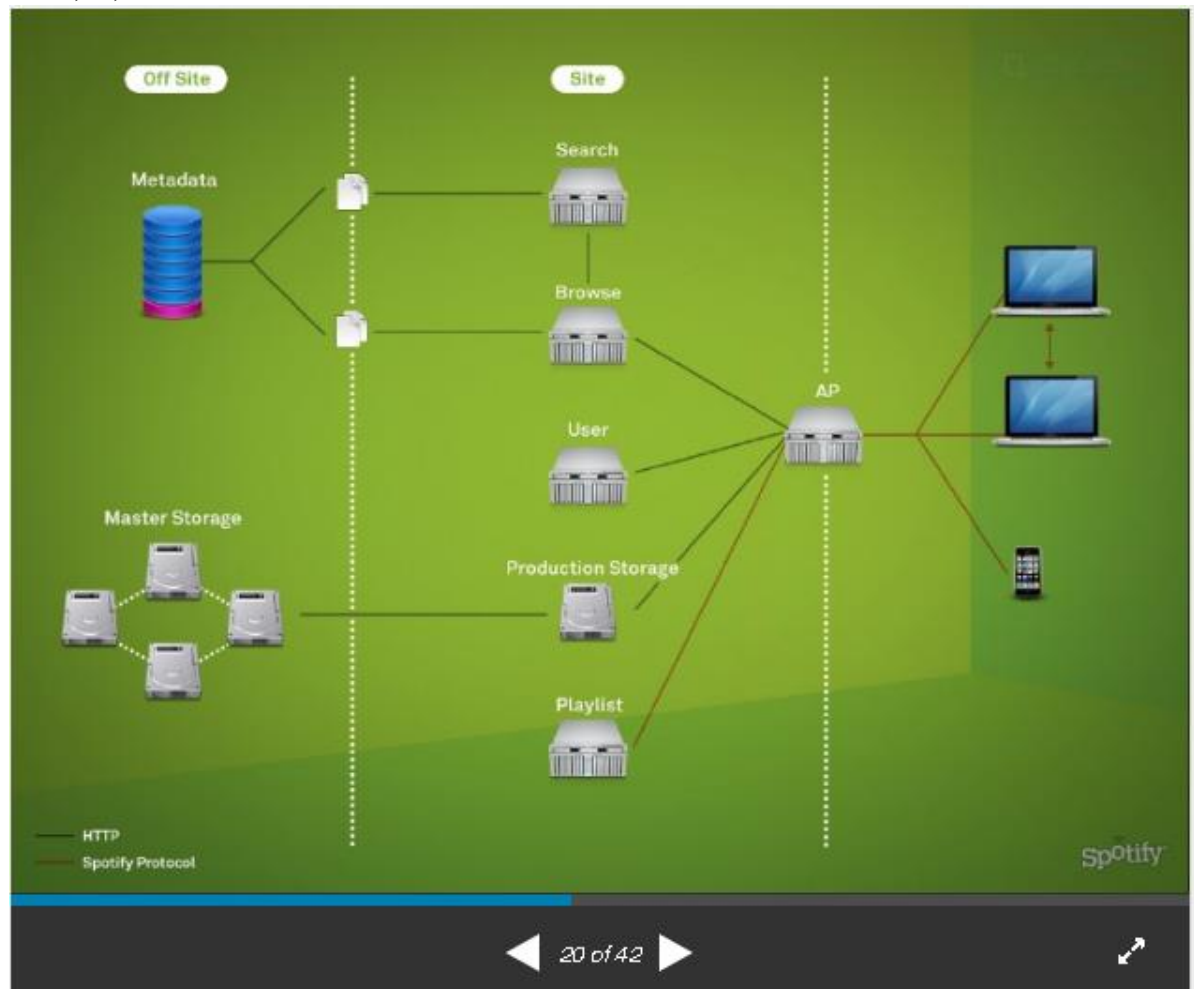 Off Site
Site
Search
Metadata
Browse
AP
User
Master Storage
Production Storage
Playlist
HTTP
Spotify Protocol
Spotify
20 of 42